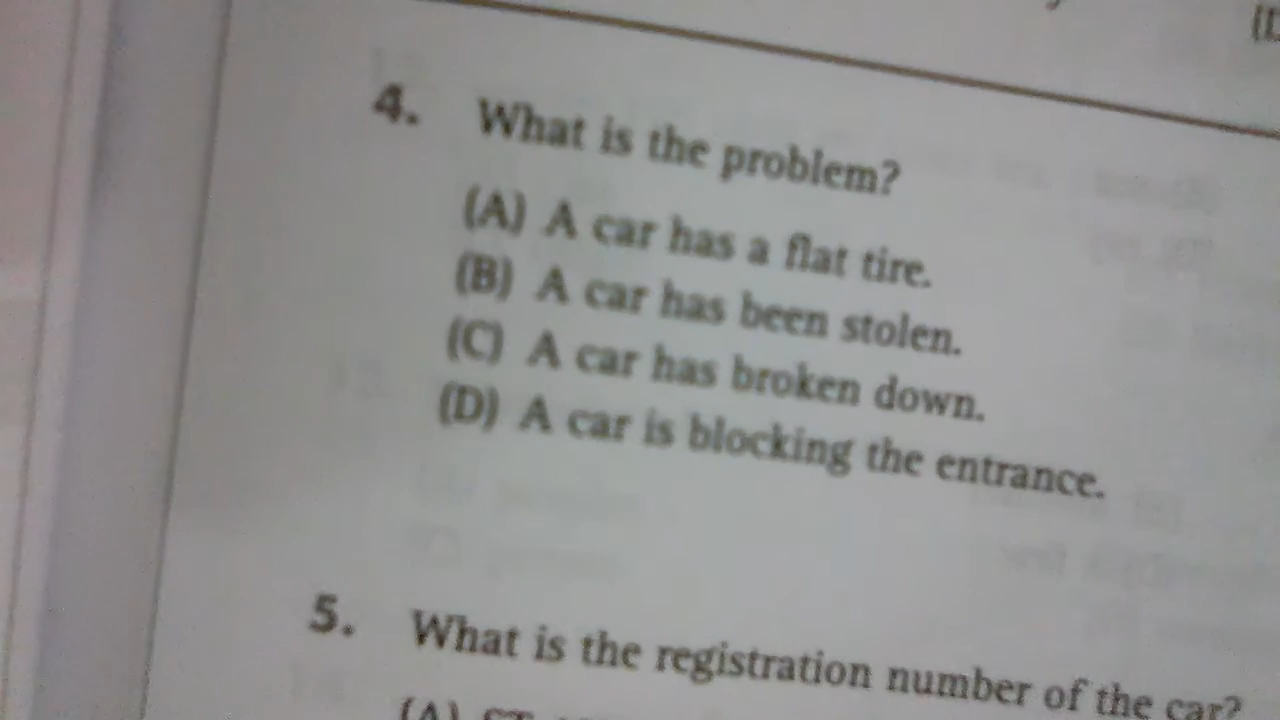 4. What is the problem?
(A) A car has a flat tire.
(B) A car has been stolen.
(C) A car has broken down.
(D) A car is blocking the entrance.
5. What is the registration number of the car?
(A)